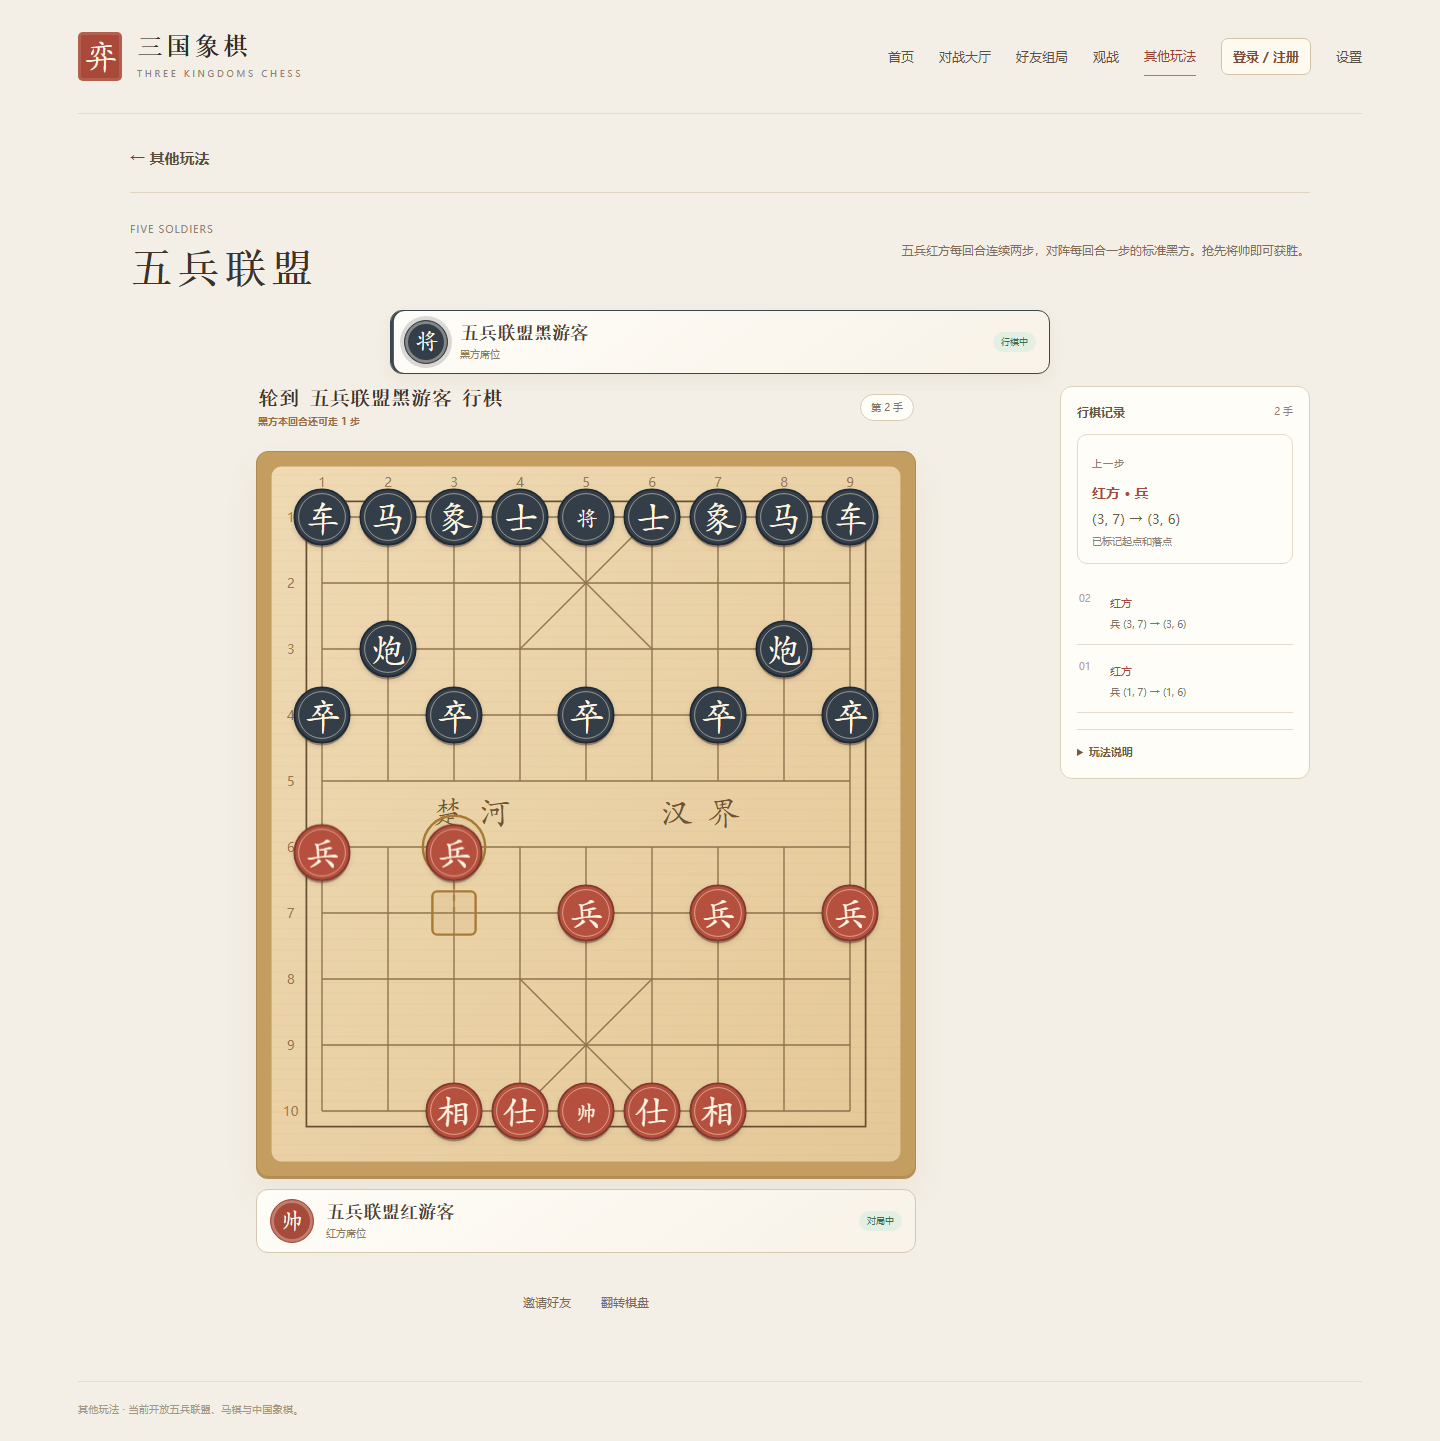 弈
三国象棋
THREE KINGDOMS CHESS
首页 对战大厅 好友组局 观战 其他玩法 登录 / 注册 设置
← 其他玩法
FIVE SOLDIERS
五兵联盟
五兵红方每回合连续两步，对阵每回合一步的标准黑方。抢先将帅即可获胜。
将
五兵联盟黑游客
黑方席位
行棋中
轮到 五兵联盟黑游客 行棋
黑方本回合还可走 1 步
第 2 手
1 2 3 4 5 6 7 8 9
1 车 马 象 士 将 士 象 马 车
2
3 炮 炮
4 卒 卒 卒 卒 卒
5
楚 河 汉 界
6 兵 兵
7 兵 兵 兵
8
9
10 相 仕 帅 仕 相
帅
五兵联盟红游客
红方席位
对局中
邀请好友 翻转棋盘
行棋记录 2 手
上一步
红方 • 兵
(3, 7) → (3, 6)
已标记起点和落点
02 红方
兵 (3, 7) → (3, 6)
01 红方
兵 (1, 7) → (1, 6)
▶ 玩法说明
其他玩法 · 当前开放五兵联盟、马棋与中国象棋。